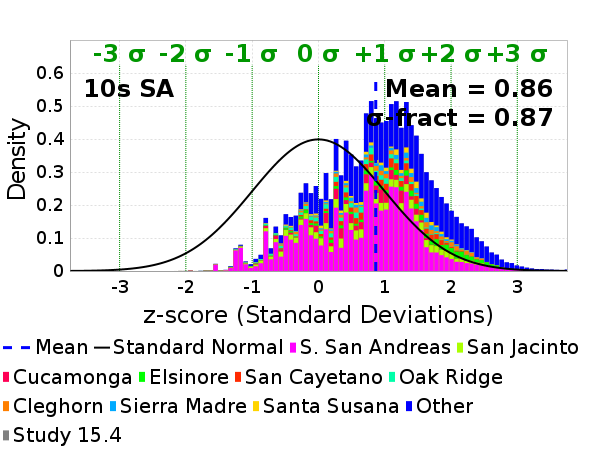 -3 σ -2 σ -1 σ 0 σ +1 σ +2 σ +3 σ
10s SA
Mean = 0.86
σ-fract = 0.87
Density
0.6
0.5
0.4
0.3
0.2
0.1
0
-3 -2 -1 0 1 2 3
z-score (Standard Deviations)
Mean Standard Normal S. San Andreas San Jacinto
Cucamonga Elsinore San Cayetano Oak Ridge
Cleghorn Sierra Madre Santa Susana Other
Study 15.4